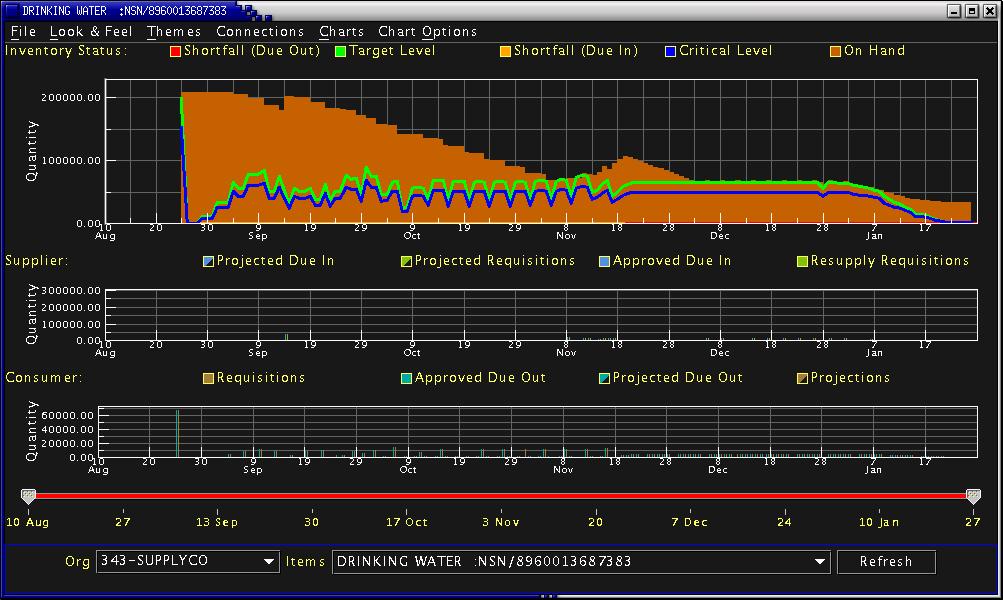 DRINKING WATER :NSN/8960013687383
File Look & Feel Themes Connections Charts Chart Options
Inventory Status: Shortfall (Due Out) Target Level Shortfall (Due In) Critical Level On Hand
Quantity
200000.00
100000.00
0.00
10 20 30 9 19 29 9 19 29 8 18 28 8 18 28 7 17
Aug Sep Oct Nov Dec Jan
Supplier: Projected Due In Projected Requisitions Approved Due In Resupply Requisitions
Quantity
300000.00
200000.00
100000.00
0.00
10 20 30 9 19 29 9 19 29 8 18 28 8 18 28 7 17
Aug Sep Oct Nov Dec Jan
Consumer: Requisitions Approved Due Out Projected Due Out Projections
Quantity
60000.00
40000.00
20000.00
0.00
10 20 30 9 19 29 9 19 29 8 18 28 8 18 28 7 17
Aug Sep Oct Nov Dec Jan
10 Aug 27 13 Sep 30 17 Oct 3 Nov 20 7 Dec 24 10 Jan 27
Org 343-SUPPLYCO Items DRINKING WATER :NSN/8960013687383 Refresh